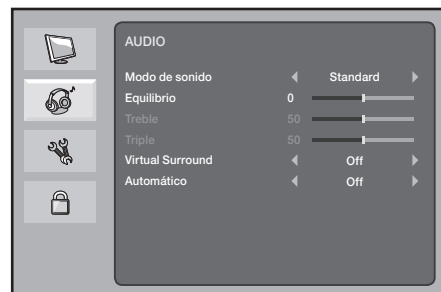 AUDIO
Modo de sonido Standard
Equilibrio 0
Treble 50
Triple 50
Virtual Surround Off
Automático Off